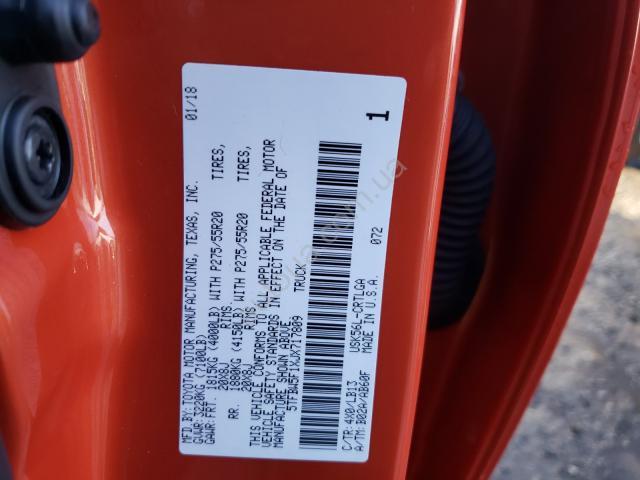 MFD.BY:TOYOTA MOTOR MANUFACTURING, TEXAS, INC. 01/18
GVWR:3220KG (7100LB)
GAWR:FRT. 1815KG (4000LB) WITH P275/55R20 TIRES,
20X8J RIMS.
RR. 1880KG (4150LB) WITH P275/55R20 TIRES,
20X8J RIMS.
THIS VEHICLE CONFORMS TO ALL APPLICABLE FEDERAL MOTOR
VEHICLE SAFETY STANDARDS IN EFFECT ON THE DATE OF
MANUFACTURE SHOWN ABOVE.
5TFBW5F1XJX717809 TRUCK
USK56L-CRTLGA 072 1
C/TR:4X0/LB13
A/TM:B02A/AB60F MADE IN U.S.A.